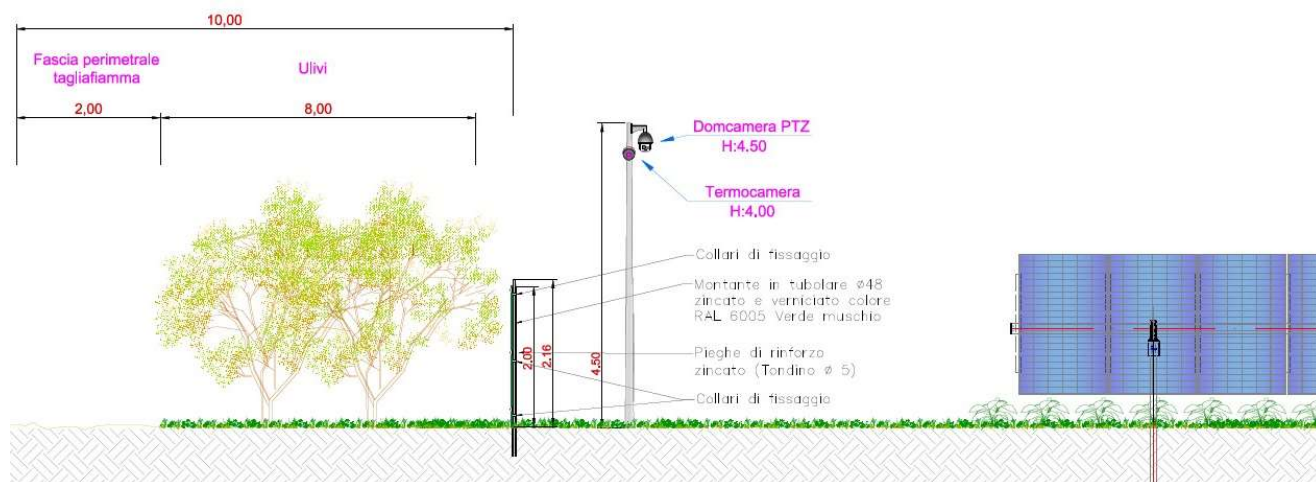 10,00
Fascia perimetrale
tagliafiamma
Ulivi
2,00
8,00
Domcamera PTZ
H:4.50
Termocamera
H:4.00
Collari di fissaggio
Montante in tubolare ø48
zincato e verniciato colore
RAL 6005 Verde muschio
Pieghe di rinforzo
zincato (Tondino ø 5)
Collari di fissaggio
2.00
2.16
4.50